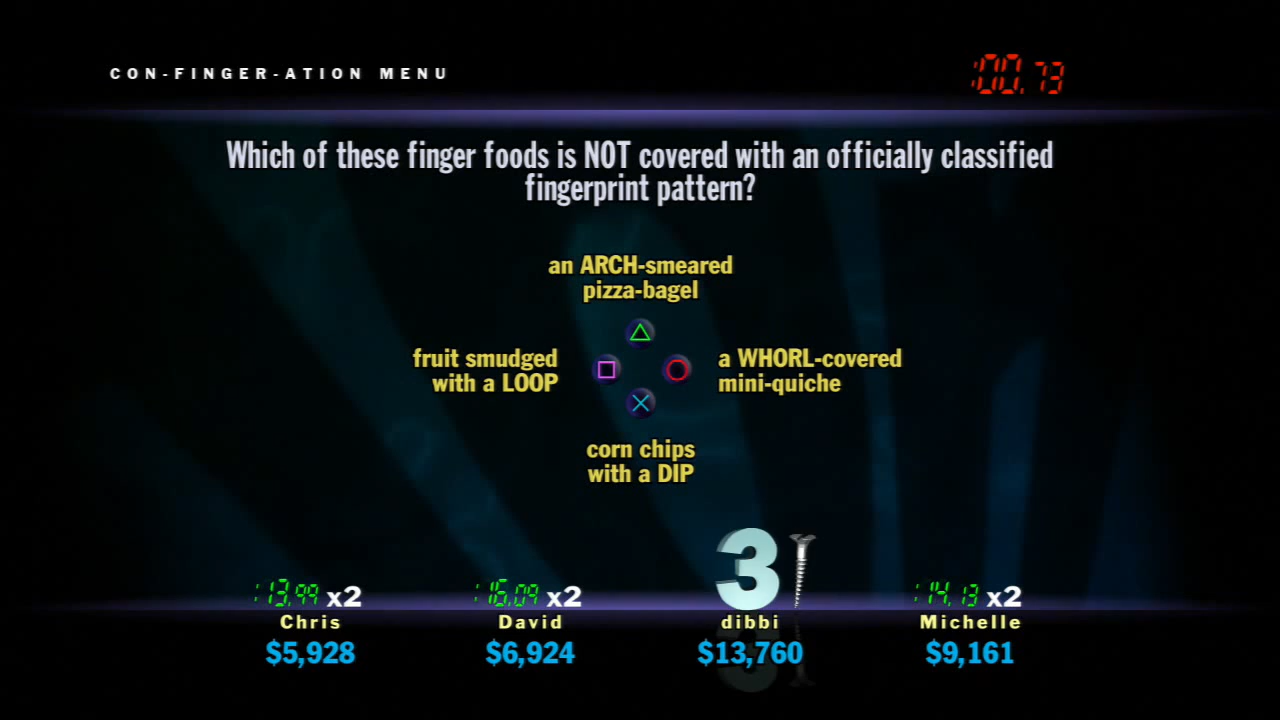 CON-FINGER-ATION MENU
:00.73
Which of these finger foods is NOT covered with an officially classified
fingerprint pattern?
an ARCH-smeared
pizza-bagel
fruit smudged
with a LOOP
a WHORL-covered
mini-quiche
corn chips
with a DIP
3
:13.99 x2
:16.09 x2
:14.13 x2
Chris
David
dibbi
Michelle
$5,928
$6,924
$13,760
$9,161